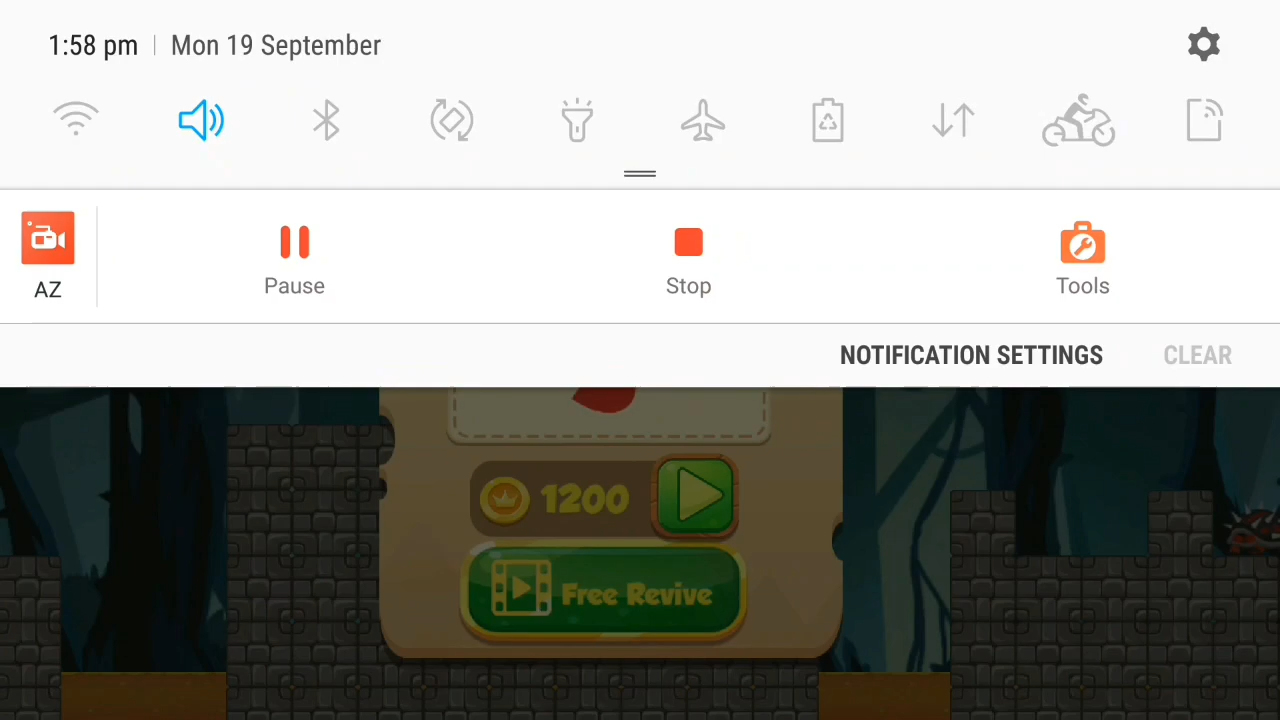 1:58 pm Mon 19 September
AZ
Pause
Stop
Tools
NOTIFICATION SETTINGS CLEAR
1200
Free Revive